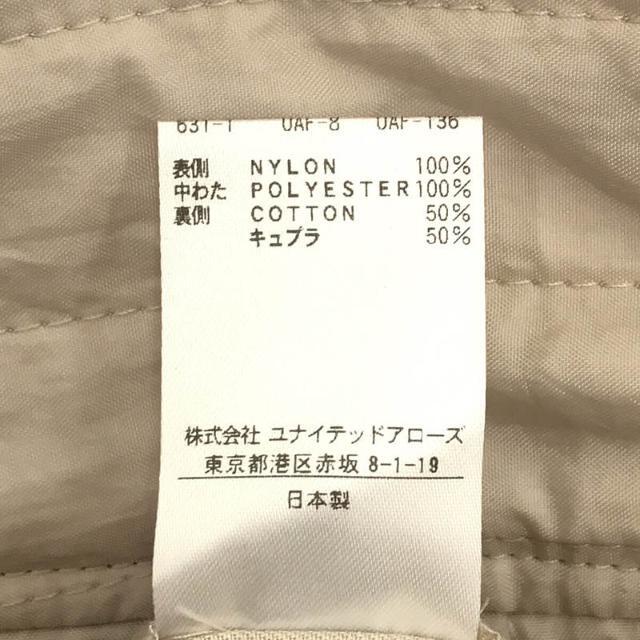 631-1 UAF-8 UAF-136
表側 NYLON 100%
中わた POLYESTER 100%
裏側 COTTON 50%
キュプラ 50%
株式会社 ユナイテッドアローズ
東京都港区赤坂 8-1-19
日本製